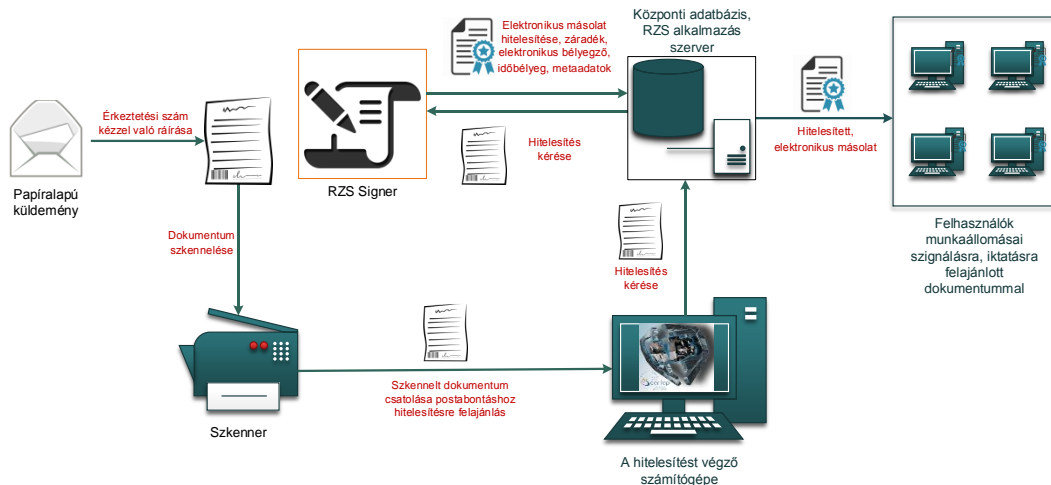 Elektronikus másolat
hitelesítése, záradék,
elektronikus bélyegző,
időbélyeg, metaadatok
Központi adatbázis,
RZS alkalmazás
szerver
Érkeztetési szám
kézzel való ráírása
Hitelesítés
kérése
Hitelesített,
elektronikus másolat
Papíralapú
küldemény
RZS Signer
Felhasználók
munkaállomásai
szignálásra, iktatásra
felajánlott
dokumentummal
Dokumentum
szkennelése
Hitelesítés
kérése
Szkennelt dokumentum
csatolása postabontáshoz
hitelesítésre felajánlás
Szkenner
A hitelesítést végző
számítógépe